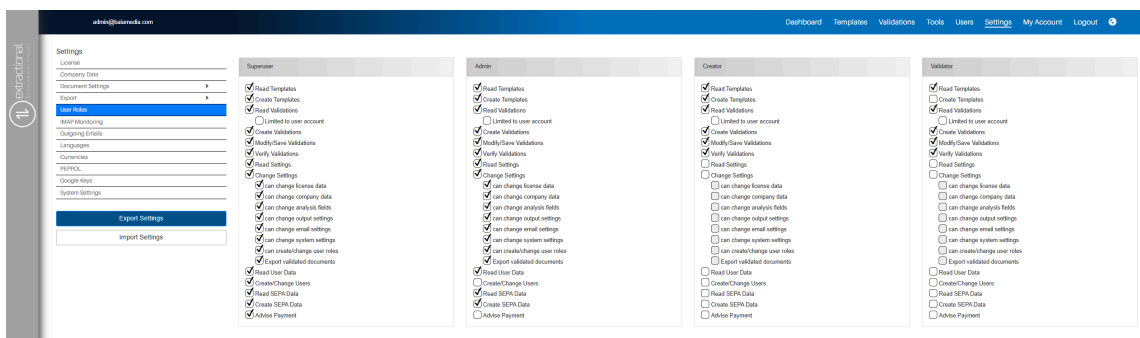 admin@baiamedia.com
Dashboard Templates Validations Tools Users Settings My Account Logout
extractional
Settings
License
Company Data
Document Settings
Export
User Roles
IMAP Monitoring
Outgoing Emails
Languages
Currencies
PEPPOL
Google Keys
System Settings
Export Settings
Import Settings
Superuser
Read Templates
Create Templates
Read Validations
Limited to user account
Create Validations
Modify/Save Validations
Verify Validations
Read Settings
Change Settings
can change license data
can change company data
can change analysis fields
can change output settings
can change email settings
can change system settings
can create/change user roles
Export validated documents
Read User Data
Create/Change Users
Read SEPA Data
Create SEPA Data
Advise Payment
Admin
Read Templates
Create Templates
Read Validations
Limited to user account
Create Validations
Modify/Save Validations
Verify Validations
Read Settings
Change Settings
can change license data
can change company data
can change analysis fields
can change output settings
can change email settings
can change system settings
can create/change user roles
Export validated documents
Read User Data
Create/Change Users
Read SEPA Data
Create SEPA Data
Advise Payment
Creator
Read Templates
Create Templates
Read Validations
Limited to user account
Create Validations
Modify/Save Validations
Verify Validations
Read Settings
Change Settings
can change license data
can change company data
can change analysis fields
can change output settings
can change email settings
can change system settings
can create/change user roles
Export validated documents
Read User Data
Create/Change Users
Read SEPA Data
Create SEPA Data
Advise Payment
Validator
Read Templates
Create Templates
Read Validations
Limited to user account
Create Validations
Modify/Save Validations
Verify Validations
Read Settings
Change Settings
can change license data
can change company data
can change analysis fields
can change output settings
can change email settings
can change system settings
can create/change user roles
Export validated documents
Read User Data
Create/Change Users
Read SEPA Data
Create SEPA Data
Advise Payment